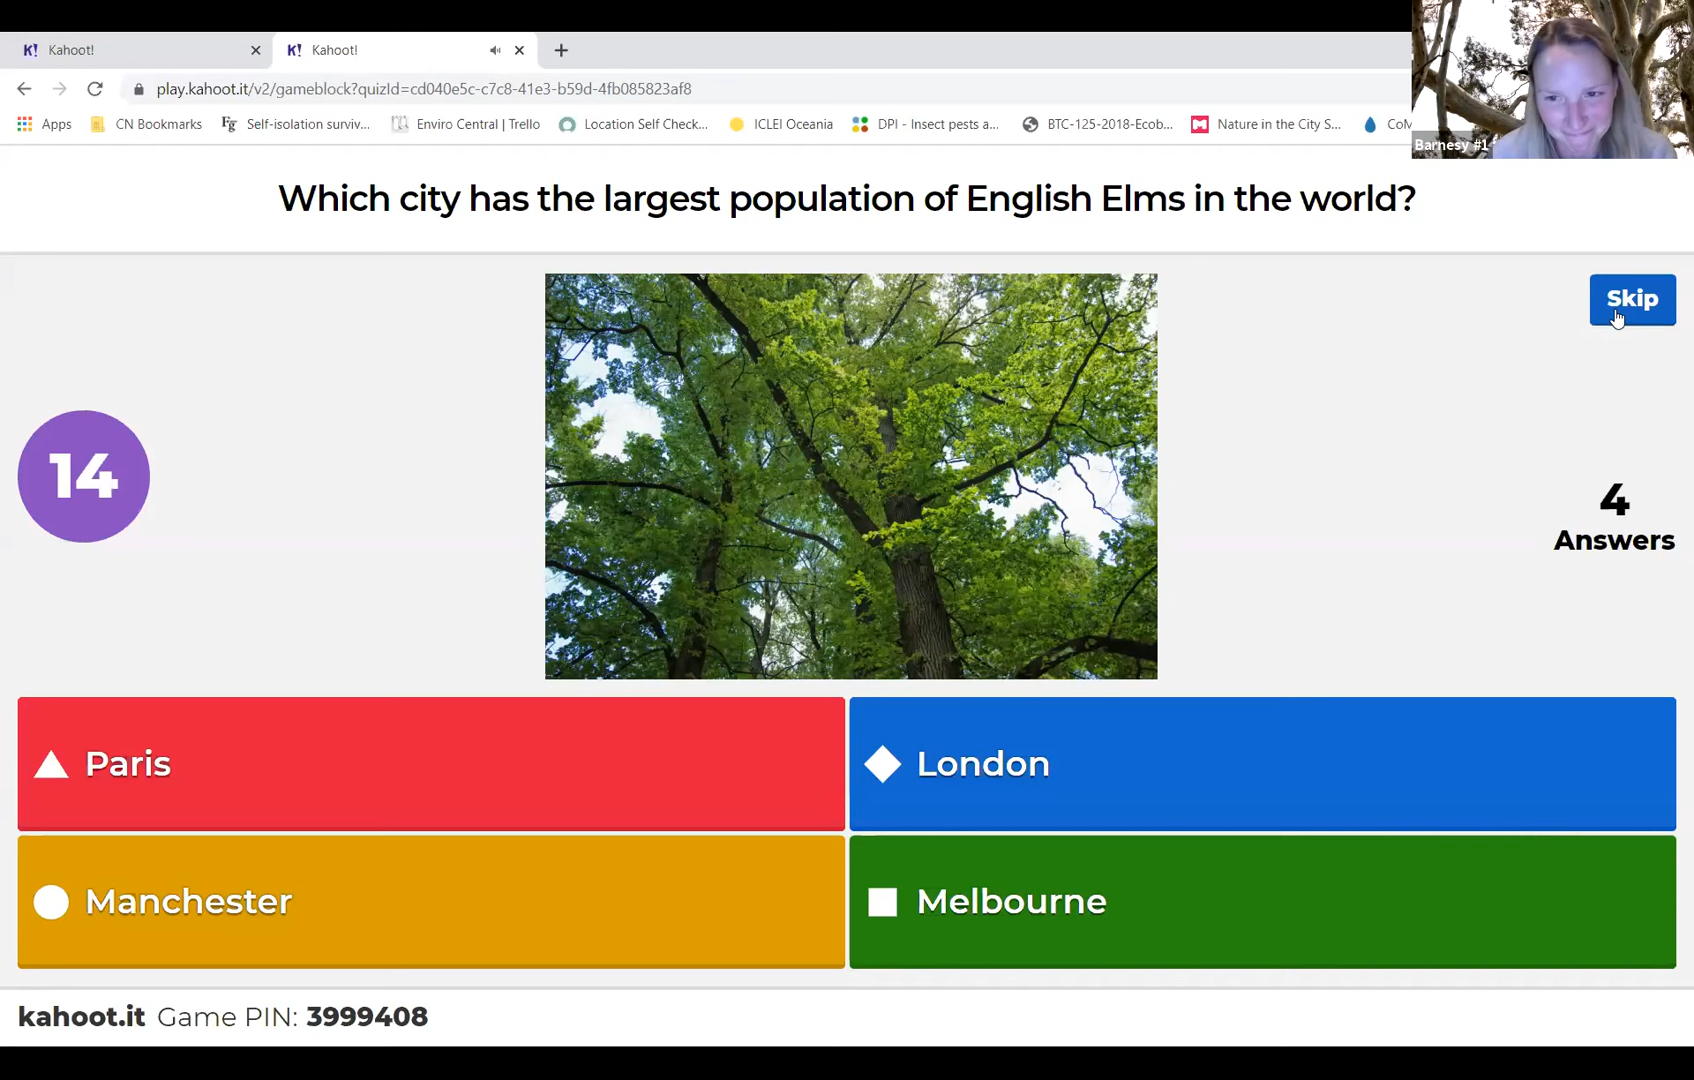 K! Kahoot!
K! Kahoot!
play.kahoot.it/v2/gameblock?quizId=cd040e5c-c7c8-41e3-b59d-4fb085823af8
Apps CN Bookmarks Fg Self-isolation surviv... Enviro Central | Trello Location Self Check... ICLEI Oceania DPI - Insect pests a... BTC-125-2018-Ecob... Nature in the City S... CoM
Barnesy #1
Which city has the largest population of English Elms in the world?
Skip
14
4
Answers
Paris
London
Manchester
Melbourne
kahoot.it Game PIN: 3999408